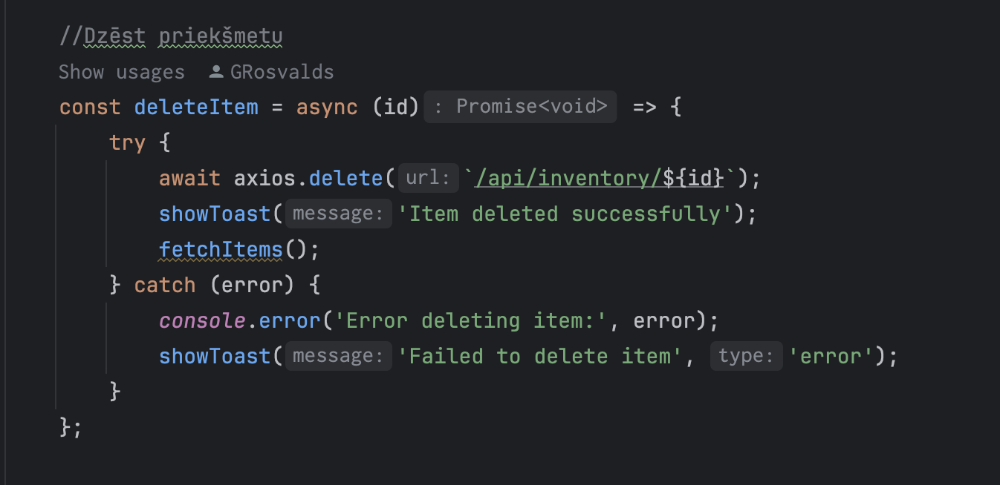 //Dzēst priekšmetu
Show usages GRosvalds
const deleteItem = async (id) : Promise<void> => {
try {
await axios.delete( url: `/api/inventory/${id}`);
showToast( message: 'Item deleted successfully');
fetchItems();
} catch (error) {
console.error('Error deleting item:', error);
showToast( message: 'Failed to delete item', type: 'error');
}
};